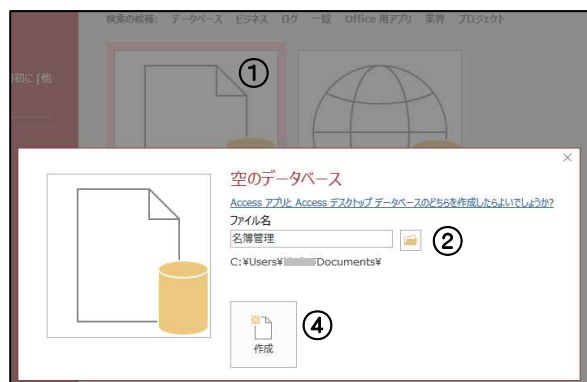 検索の候補: データベース ビジネス ログ 一覧 Office 用アプリ 業界 プロジェクト
①
初に [他
空のデータベース
Access アプリと Access デスクトップ データベースのどちらを作成したらよいでしょうか?
ファイル名
名簿管理
②
C:¥Users¥ Documents¥
④
作成